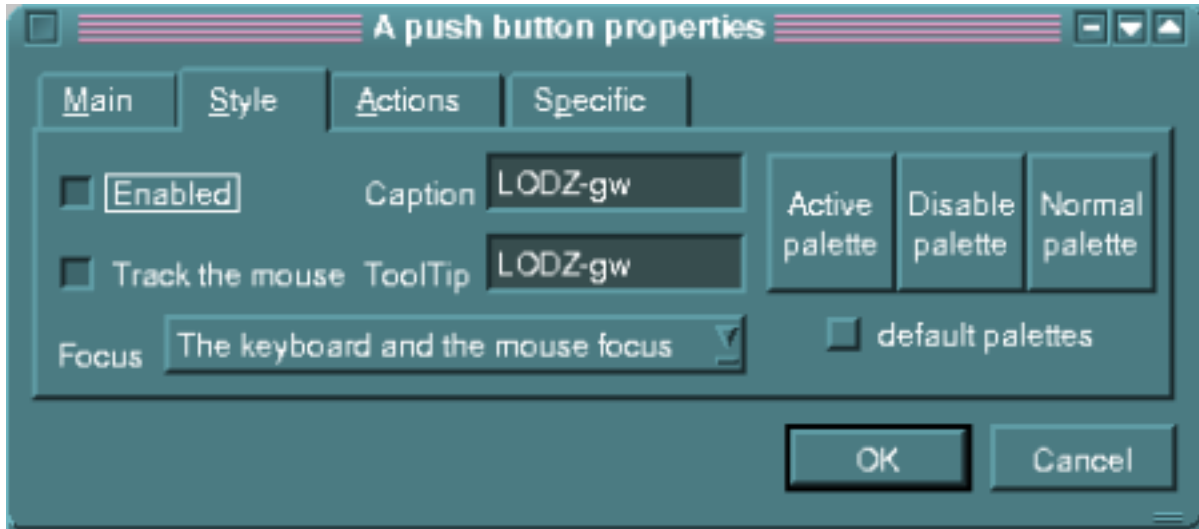 A push button properties
Main Style Actions Specific
Enabled Caption LODZ-gw
Track the mouse ToolTip LODZ-gw
Focus The keyboard and the mouse focus
Active palette Disable palette Normal palette
default palettes
OK Cancel